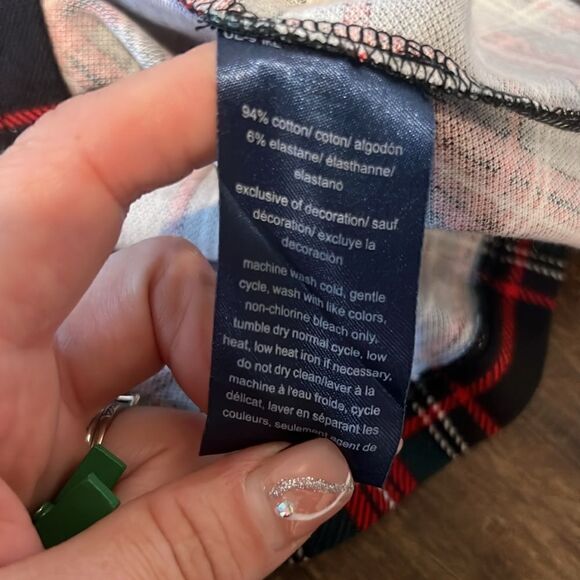 94% cotton/ coton/ algodón
6% elastane/ élasthanne/
elastano
exclusive of decoration/ sauf
décoration/ excluye la
decoración
machine wash cold, gentle
cycle, wash with like colors,
non-chlorine bleach only,
tumble dry normal cycle, low
heat, low heat iron if necessary,
do not dry clean/laver à la
machine à l'eau froide, cycle
délicat, laver en séparant les
couleurs, seulement agent de